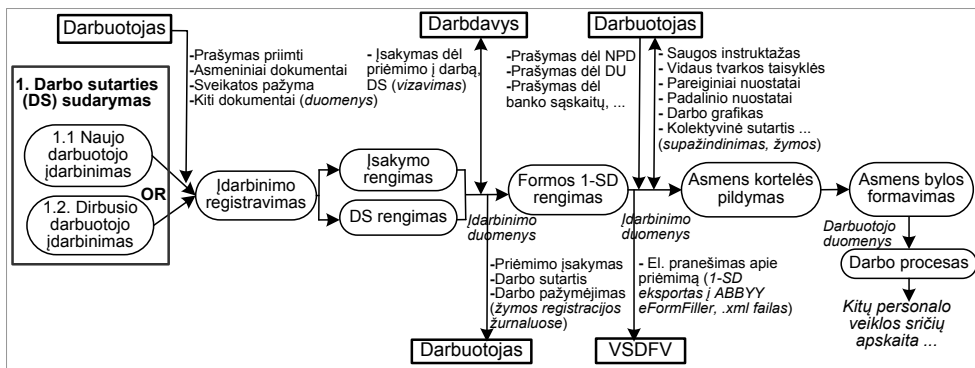 Darbuotojas
-Prašymas priimti
-Asmeniniai dokumentai
-Sveikatos pažyma
-Kiti dokumentai (duomenys)
1. Darbo sutarties
(DS) sudarymas
1.1 Naujo
darbuotojo
įdarbinimas
OR
1.2. Dirbusio
darbuotojo
įdarbinimas
Įdarbinimo
registravimas
Įsakymo
rengimas
DS rengimas
Darbdavys
- Įsakymas dėl
priėmimo į darbą,
DS (vizavimas)
Įdarbinimo
duomenys
-Priėmimo įsakymas
-Darbo sutartis
-Darbo pažymėjimas
(žymos registracijos
žurnaluose)
Darbuotojas
Formos 1-SD
rengimas
Darbuotojas
-Prašymas dėl NPD
-Prašymas dėl DU
-Prašymas dėl
banko sąskaitų, ...
- Saugos instruktažas
- Vidaus tvarkos taisyklės
- Pareiginiai nuostatai
- Padalinio nuostatai
- Darbo grafikas
- Kolektyvinė sutartis ...
(supažindinimas, žymos)
Įdarbinimo
duomenys
- El. pranešimas apie
priėmimą (1-SD
eksportas į ABBYY
eFormFiller, .xml failas)
VSDFV
Asmens kortelės
pildymas
Asmens bylos
formavimas
Darbuotojo
duomenys
Darbo procesas
Kitų personalo
veiklos sričių
apskaita ...